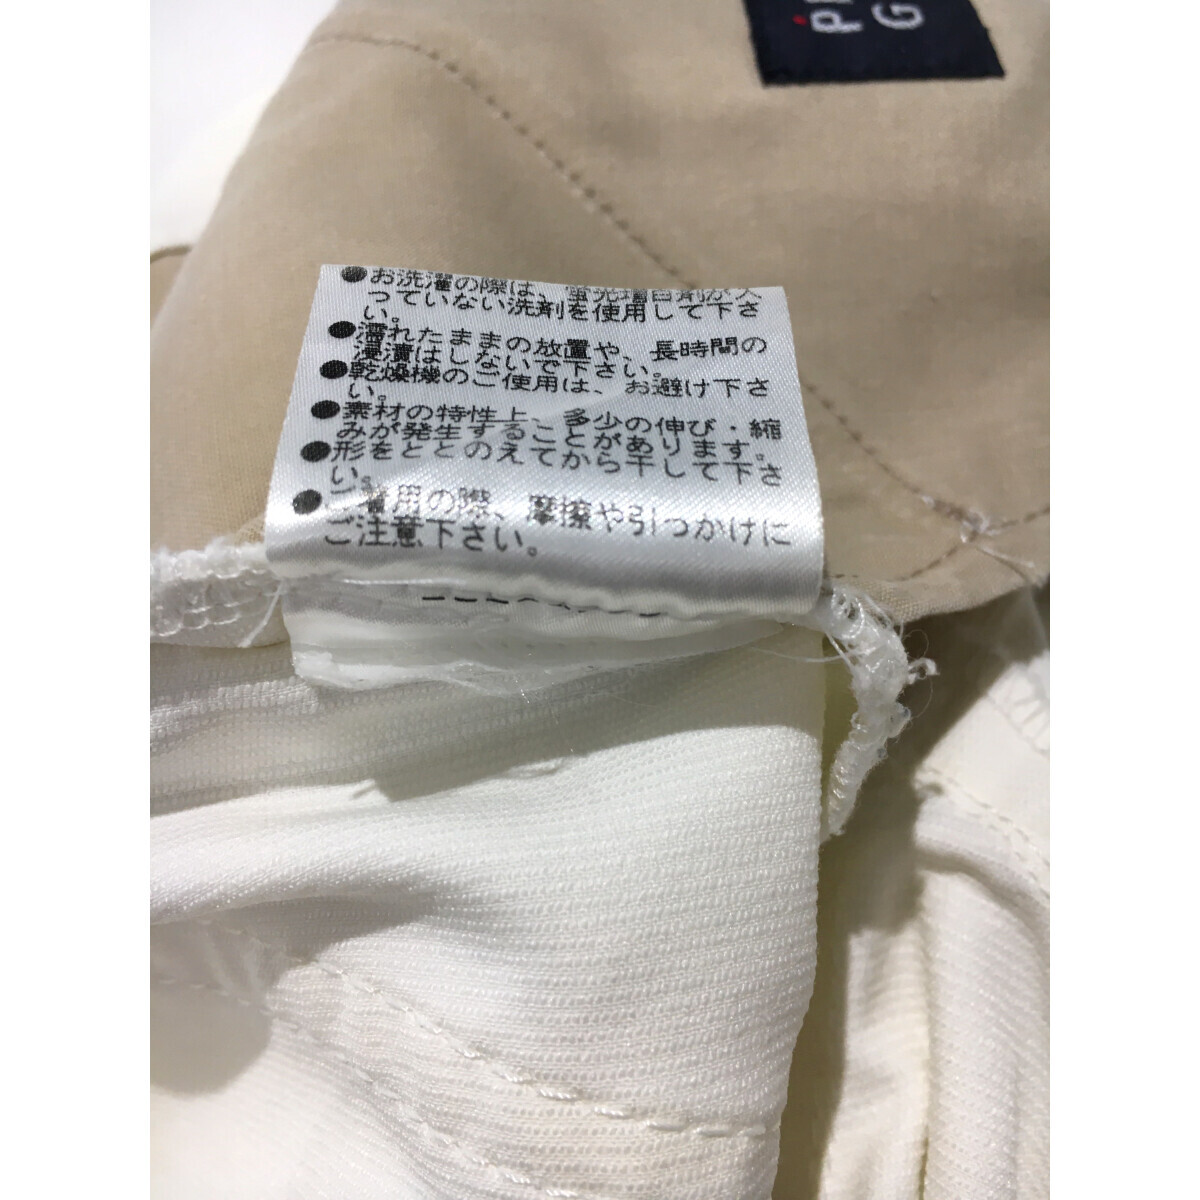 ●お洗濯の際は、蛍光増白剤が入
っていない洗剤を使用して下さ
い。
●濡れたままの放置や、長時間の
浸漬はしないで下さい。
●乾燥機のご使用は、お避け下さ
い。
●素材の特性上、多少の伸び・縮
みが発生することがあります。
●形をととのえてから干して下さ
い。
●ご着用の際、摩擦や引っかけに
ご注意下さい。
G